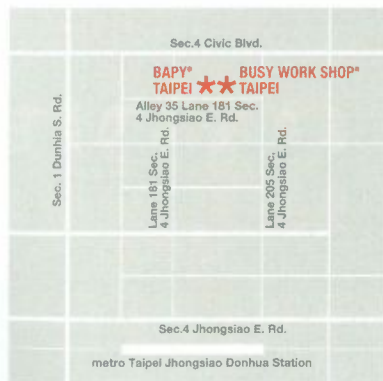 Sec.4 Civic Blvd.
BAPY® BUSY WORK SHOP®
TAIPEI ★★ TAIPEI
Alley 35 Lane 181 Sec.
4 Jhongsiao E. Rd.
Sec. 1 Dunhia S. Rd.
Lane 181 Sec.
4 Jhongsiao E. Rd.
Lane 205 Sec.
4 Jhongsiao E. Rd.
Sec.4 Jhongsiao E. Rd.
metro Taipei Jhongsiao Donhua Station